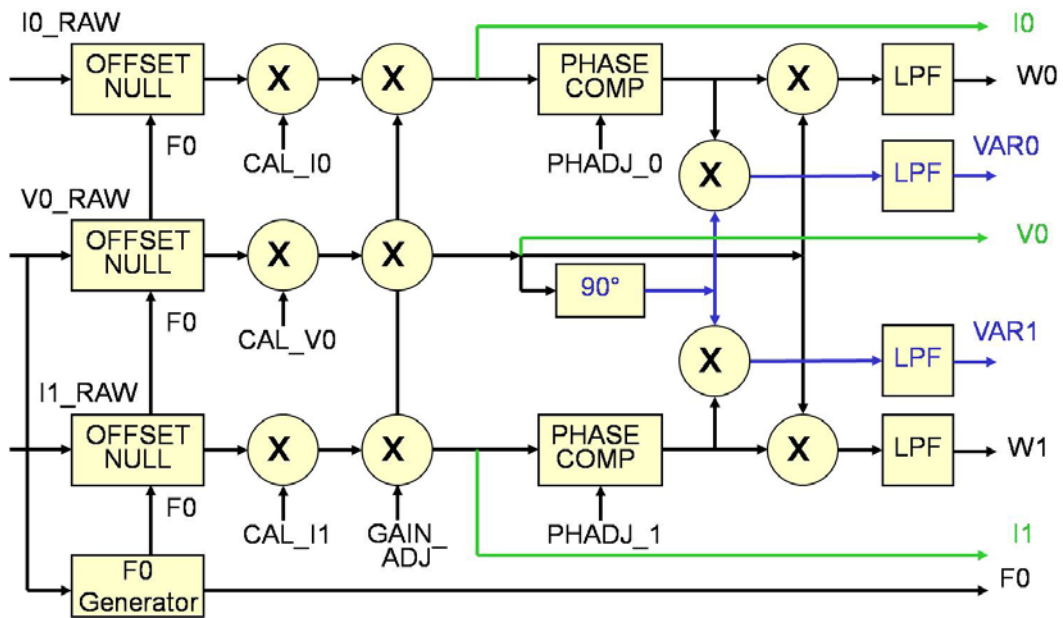 I0_RAW
I0
OFFSET
NULL
X
X
PHASE
COMP
X
LPF
W0
F0
CAL_I0
PHADJ_0
X
LPF
VAR0
V0_RAW
OFFSET
NULL
X
X
V0
90°
F0
CAL_V0
X
LPF
VAR1
I1_RAW
OFFSET
NULL
X
X
PHASE
COMP
X
LPF
W1
F0
CAL_I1
GAIN_
ADJ
PHADJ_1
I1
F0
Generator
F0